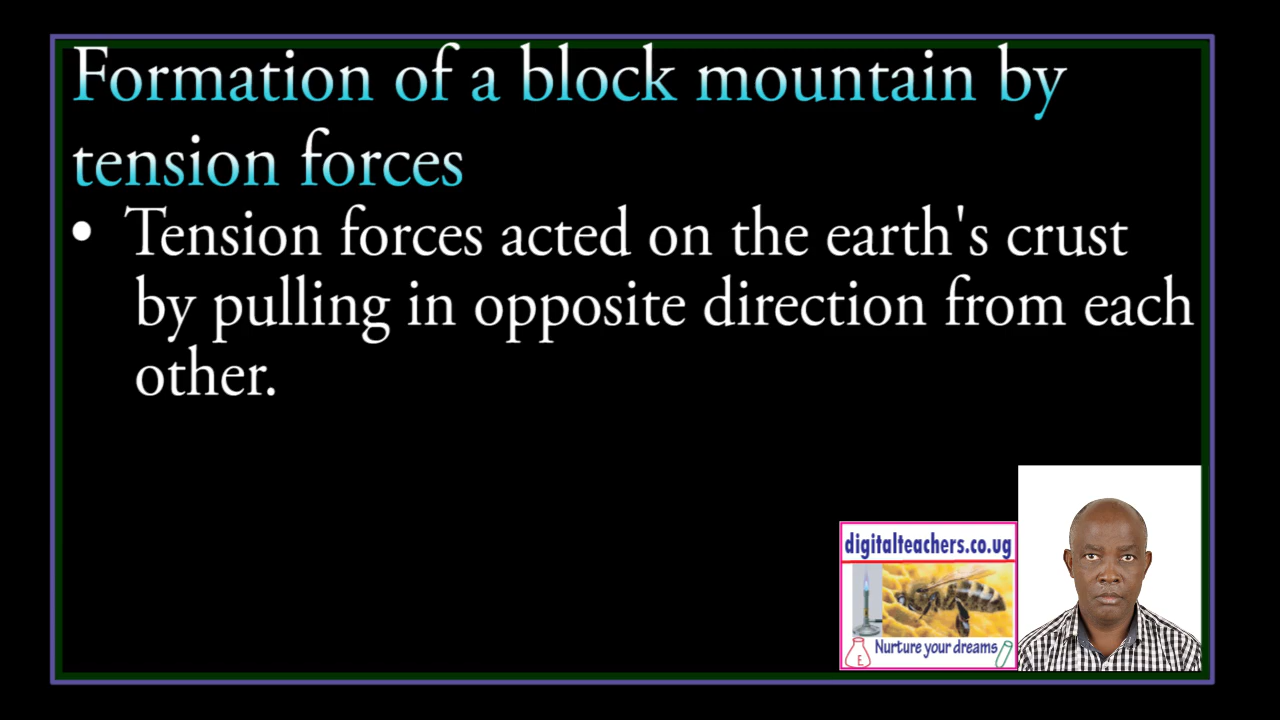 Formation of a block mountain by
tension forces
• Tension forces acted on the earth's crust
by pulling in opposite direction from each
other.
digitalteachers.co.ug
E
Nurture your dreams